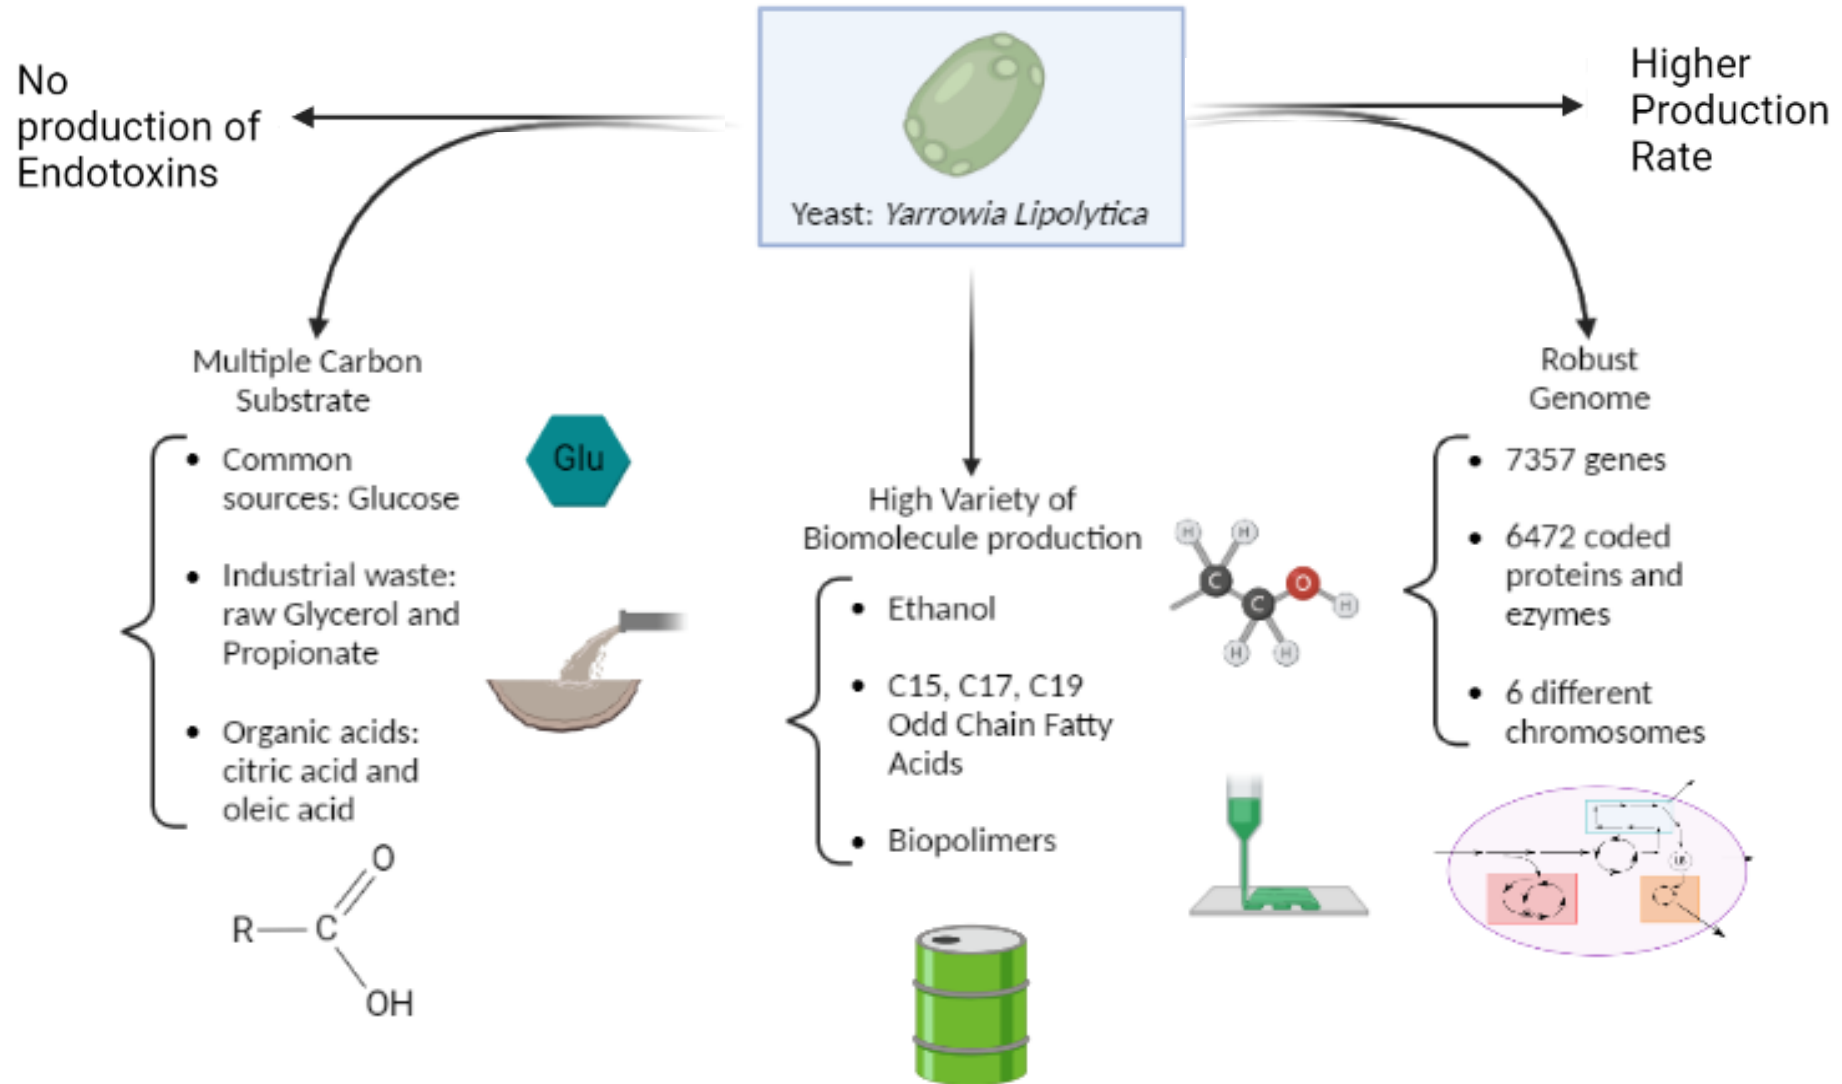 No
production of
Endotoxins
Yeast: Yarrowia Lipolytica
Higher
Production
Rate
Multiple Carbon
Substrate
• Common
sources: Glucose
• Industrial waste:
raw Glycerol and
Propionate
• Organic acids:
citric acid and
oleic acid
Glu
O
R
C
OH
High Variety of
Biomolecule production
• Ethanol
• C15, C17, C19
Odd Chain Fatty
Acids
• Biopolimers
H H
C O
C H
H H
Robust
Genome
• 7357 genes
• 6472 coded
proteins and
ezymes
• 6 different
chromosomes